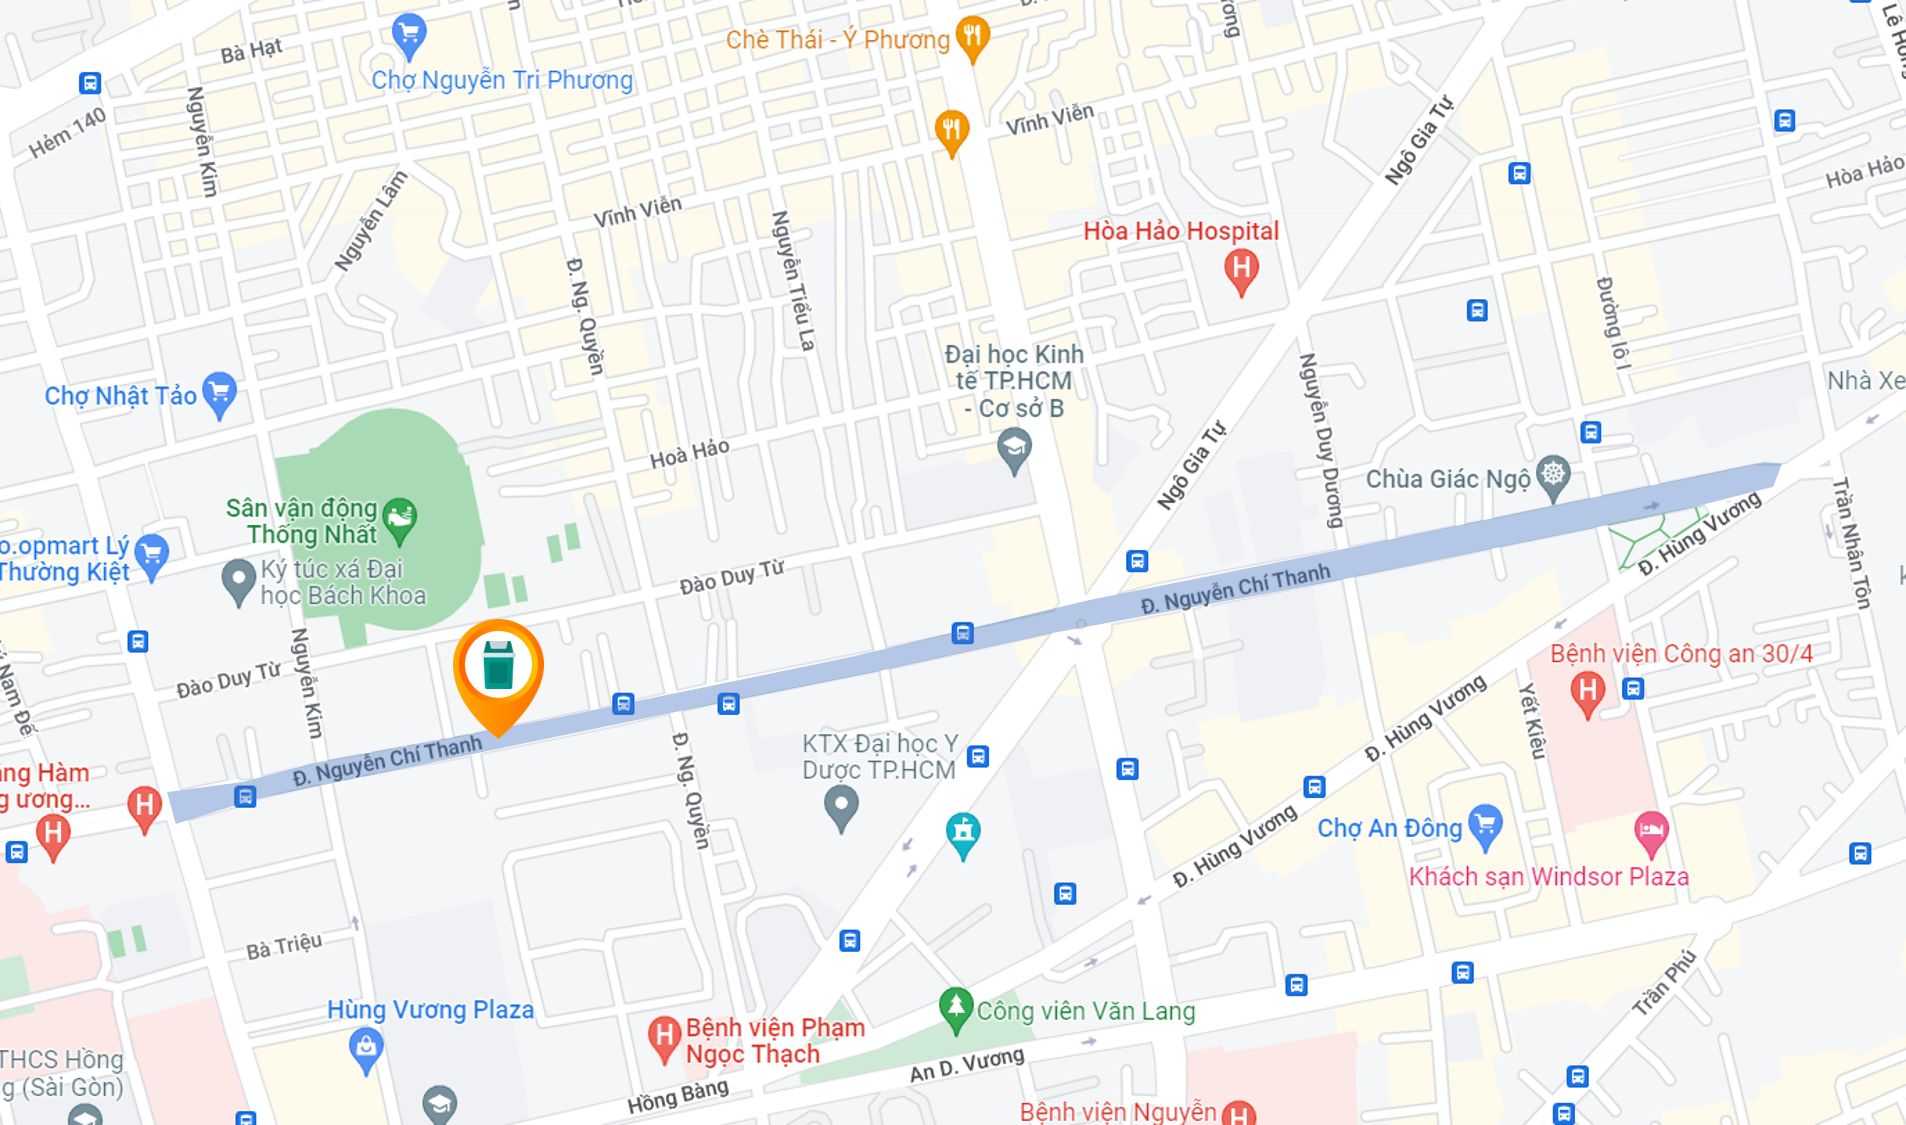 Bà Hạt
Chợ Nguyễn Tri Phương
Chè Thái - Ý Phương
Hẻm 140
Nguyễn Kim
Vĩnh Viễn
Ngô Gia Tự
Lê Hồng
Hòa Hảo
Nguyễn Lâm
Vĩnh Viễn
Nguyễn Tiểu La
Hòa Hảo Hospital
Đ. Ng. Quyền
Đường lô I
Đại học Kinh
tế TP.HCM
- Cơ sở B
Nguyễn Duy Dương
Nhà Xe
Chợ Nhật Tảo
Hoà Hảo
Ngô Gia Tự
Chùa Giác Ngộ
Trần Nhân Tôn
Sân vận động
Thống Nhất
o.opmart Lý
Thường Kiệt
Ký túc xá Đại
học Bách Khoa
Đào Duy Từ
Đ. Nguyễn Chí Thanh
Đ. Hùng Vương
Đào Duy Từ
Nguyễn Kim
Bệnh viện Công an 30/4
Yết Kiêu
Đ. Hùng Vương
Đ. Nguyễn Chí Thanh
Đ. Ng. Quyền
KTX Đại học Y
Dược TP.HCM
ăng Hàm
g ương...
Đ. Hùng Vương
Chợ An Đông
Khách sạn Windsor Plaza
Bà Triệu
Trần Phú
Hùng Vương Plaza
Công viên Văn Lang
Bệnh viện Phạm
Ngọc Thạch
THCS Hồng
g (Sài Gòn)
An D. Vương
Hồng Bàng
Bệnh viện Nguyễn